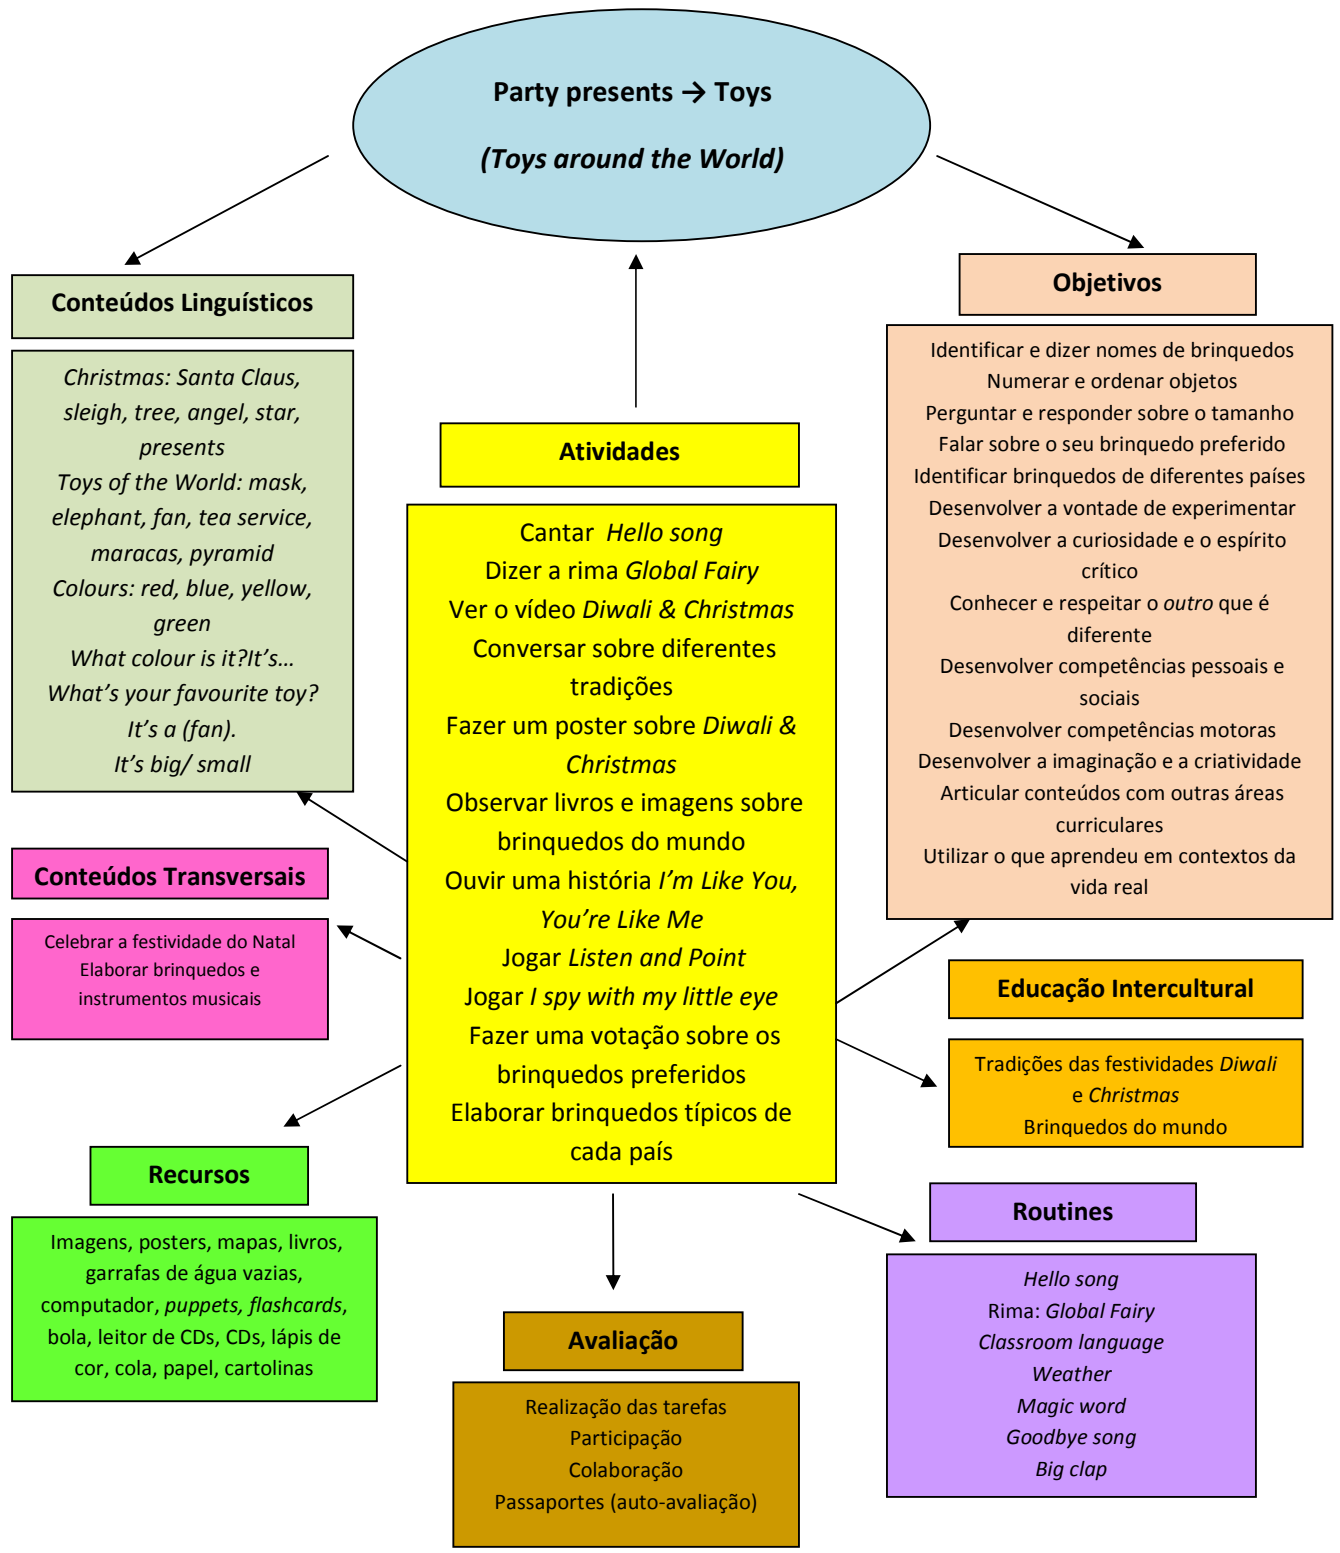 Party presents → Toys
(Toys around the World)
Conteúdos Linguísticos
Christmas: Santa Claus,
sleigh, tree, angel, star,
presents
Toys of the World: mask,
elephant, fan, tea service,
maracas, pyramid
Colours: red, blue, yellow,
green
What colour is it?It's…
What's your favourite toy?
It's a (fan).
It's big/ small
Objetivos
Identificar e dizer nomes de brinquedos
Numerar e ordenar objetos
Perguntar e responder sobre o tamanho
Falar sobre o seu brinquedo preferido
Identificar brinquedos de diferentes países
Desenvolver a vontade de experimentar
Desenvolver a curiosidade e o espírito
crítico
Conhecer e respeitar o outro que é
diferente
Desenvolver competências pessoais e
sociais
Desenvolver competências motoras
Desenvolver a imaginação e a criatividade
Articular conteúdos com outras áreas
curriculares
Utilizar o que aprendeu em contextos da
vida real
Atividades
Cantar Hello song
Dizer a rima Global Fairy
Ver o vídeo Diwali & Christmas
Conversar sobre diferentes
tradições
Fazer um poster sobre Diwali &
Christmas
Observar livros e imagens sobre
brinquedos do mundo
Ouvir uma história I'm Like You,
You're Like Me
Jogar Listen and Point
Jogar I spy with my little eye
Fazer uma votação sobre os
brinquedos preferidos
Elaborar brinquedos típicos de
cada país
Conteúdos Transversais
Celebrar a festividade do Natal
Elaborar brinquedos e
instrumentos musicais
Educação Intercultural
Tradições das festividades Diwali
e Christmas
Brinquedos do mundo
Recursos
Imagens, posters, mapas, livros,
garrafas de água vazias,
computador, puppets, flashcards,
bola, leitor de CDs, CDs, lápis de
cor, cola, papel, cartolinas
Routines
Hello song
Rima: Global Fairy
Classroom language
Weather
Magic word
Goodbye song
Big clap
Avaliação
Realização das tarefas
Participação
Colaboração
Passaportes (auto-avaliação)